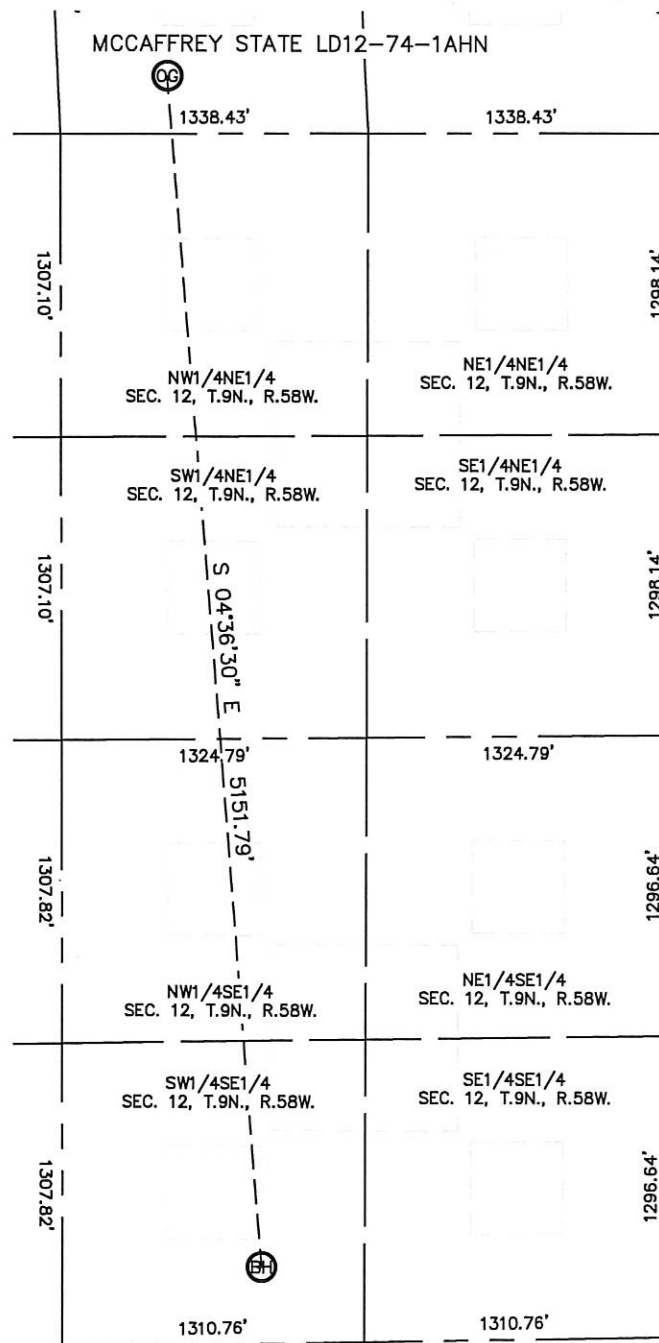 MCCAFFREY STATE LD12-74-1AHN
OG
1338.43'
1338.43'
1307.10'
1298.14'
NW1/4NE1/4
SEC. 12, T.9N., R.58W.
NE1/4NE1/4
SEC. 12, T.9N., R.58W.
SW1/4NE1/4
SEC. 12, T.9N., R.58W.
SE1/4NE1/4
SEC. 12, T.9N., R.58W.
1307.10'
S 04°36'30" E 5151.79'
1298.14'
1324.79'
1324.79'
1307.82'
1296.64'
NW1/4SE1/4
SEC. 12, T.9N., R.58W.
NE1/4SE1/4
SEC. 12, T.9N., R.58W.
SW1/4SE1/4
SEC. 12, T.9N., R.58W.
SE1/4SE1/4
SEC. 12, T.9N., R.58W.
1307.82'
1296.64'
BH
1310.76'
1310.76'